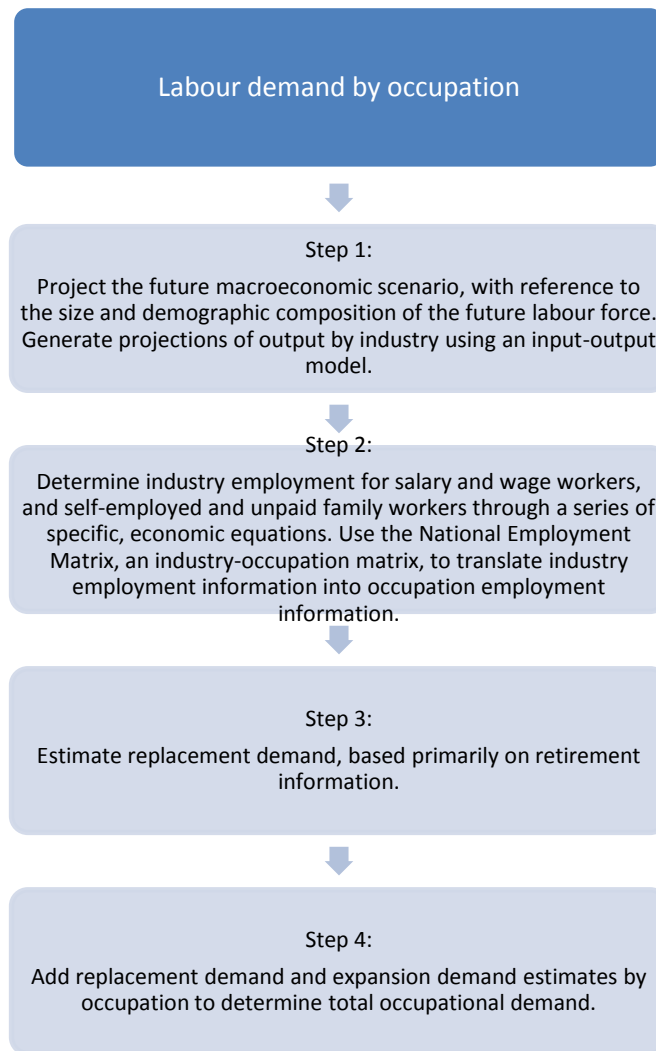 Labour demand by occupation
Step 1:
Project the future macroeconomic scenario, with reference to
the size and demographic composition of the future labour force.
Generate projections of output by industry using an input-output
model.
Step 2:
Determine industry employment for salary and wage workers,
and self-employed and unpaid family workers through a series of
specific, economic equations. Use the National Employment
Matrix, an industry-occupation matrix, to translate industry
employment information into occupation employment
information.
Step 3:
Estimate replacement demand, based primarily on retirement
information.
Step 4:
Add replacement demand and expansion demand estimates by
occupation to determine total occupational demand.